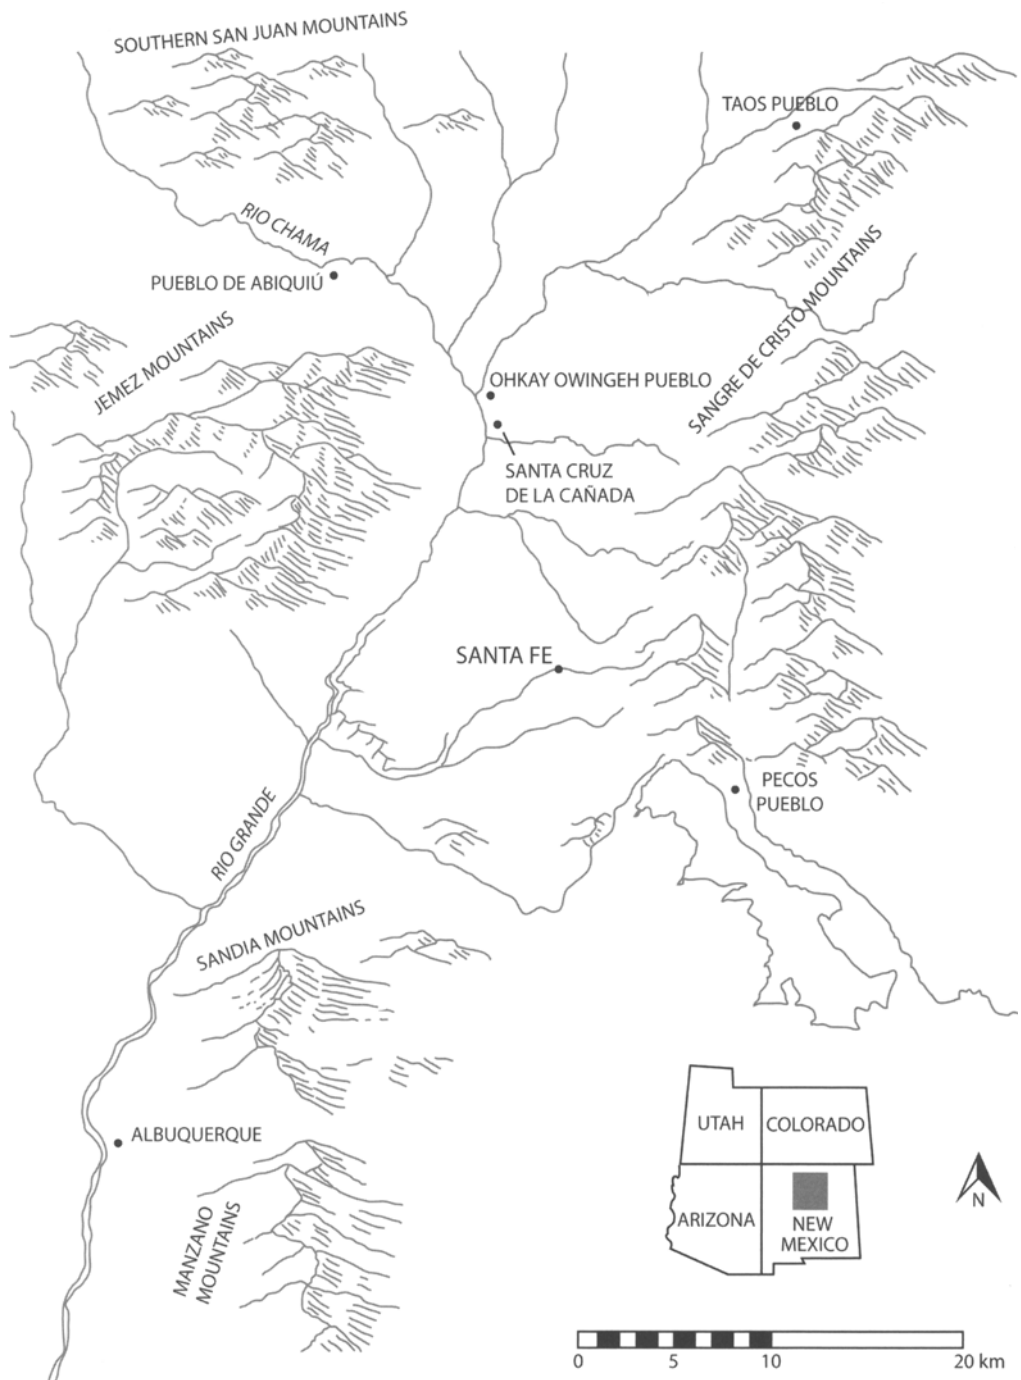 SOUTHERN SAN JUAN MOUNTAINS
TAOS PUEBLO
RIO CHAMA
PUEBLO DE ABIQUIÚ
SANGRE DE CRISTO MOUNTAINS
JEMEZ MOUNTAINS
OHKAY OWINGEH PUEBLO
SANTA CRUZ
DE LA CAÑADA
SANTA FE
PECOS
PUEBLO
RIO GRANDE
SANDIA MOUNTAINS
ALBUQUERQUE
MANZANO
MOUNTAINS
UTAH
COLORADO
ARIZONA
NEW
MEXICO
N
0
5
10
20 km